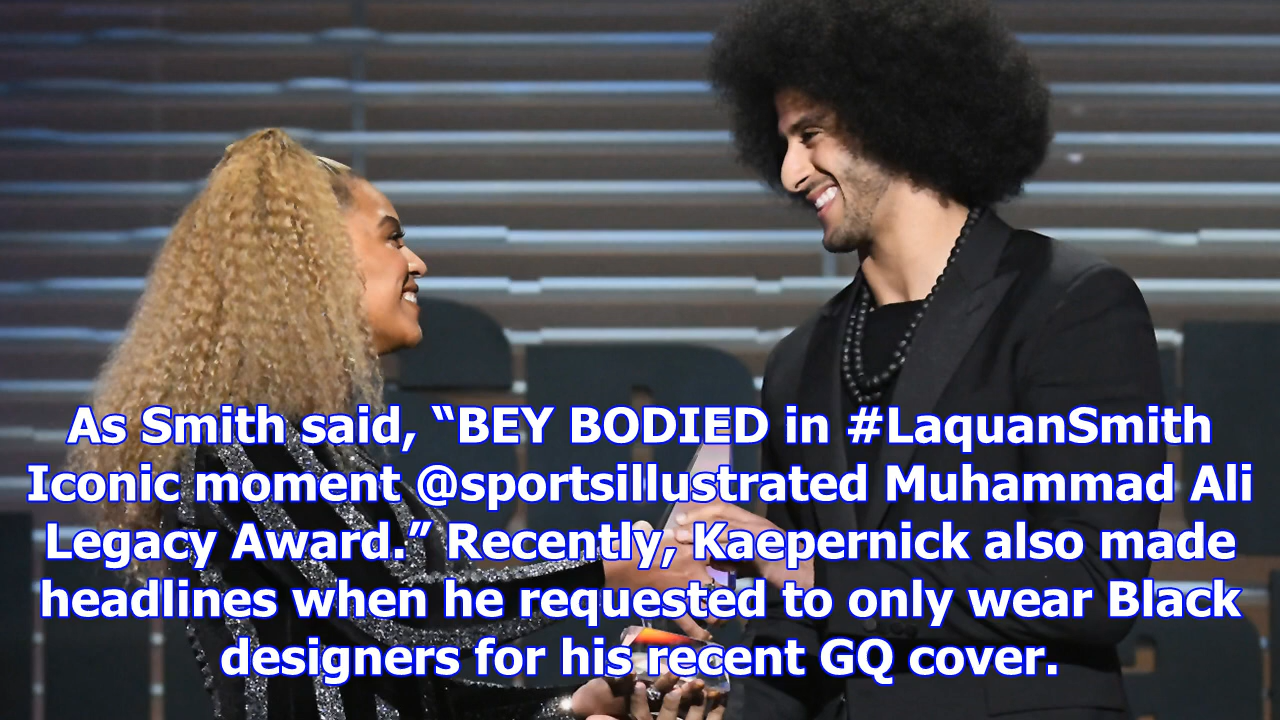 As Smith said, “BEY BODIED in #LaquanSmith
Iconic moment @sportsillustrated Muhammad Ali
Legacy Award.” Recently, Kaepernick also made
headlines when he requested to only wear Black
designers for his recent GQ cover.